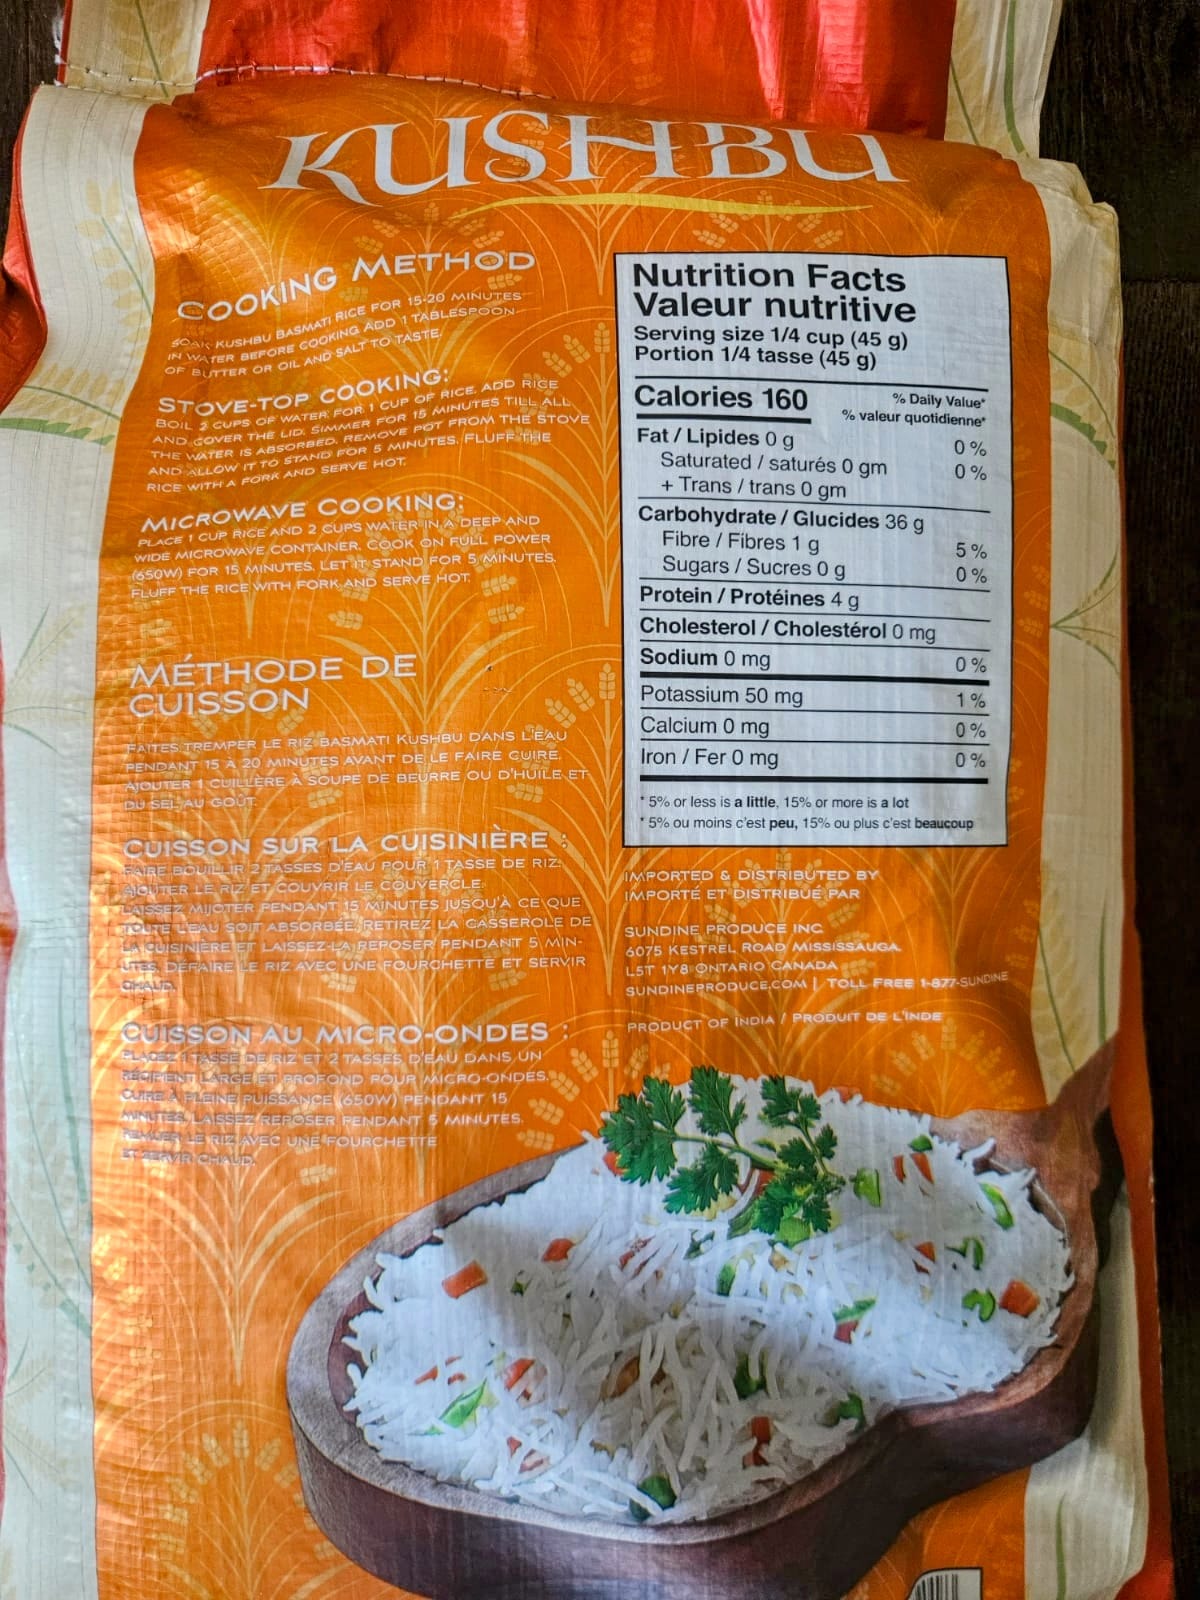 KUSHBU
COOKING METHOD
SOAK KUSHBU BASMATI RICE FOR 15-20 MINUTES
IN WATER BEFORE COOKING ADD 1 TABLESPOON
OF BUTTER OR OIL AND SALT TO TASTE.
STOVE-TOP COOKING:
BOIL 2 CUPS OF WATER FOR 1 CUP OF RICE. ADD RICE
AND COVER THE LID. SIMMER FOR 15 MINUTES TILL ALL
THE WATER IS ABSORBED. REMOVE POT FROM THE STOVE
AND ALLOW IT TO STAND FOR 5 MINUTES. FLUFF THE
RICE WITH A FORK AND SERVE HOT.
MICROWAVE COOKING:
PLACE 1 CUP RICE AND 2 CUPS WATER IN A DEEP AND
WIDE MICROWAVE CONTAINER. COOK ON FULL POWER
(650W) FOR 15 MINUTES. LET IT STAND FOR 5 MINUTES.
FLUFF THE RICE WITH FORK AND SERVE HOT.
MÉTHODE DE
CUISSON
FAITES TREMPER LE RIZ BASMATI KUSHBU DANS L'EAU
PENDANT 15 À 20 MINUTES AVANT DE LE FAIRE CUIRE.
AJOUTER 1 CUILLÈRE À SOUPE DE BEURRE OU D'HUILE ET
DU SEL AU GOÛT.
CUISSON SUR LA CUISINIÈRE :
FAIRE BOUILLIR 2 TASSES D'EAU POUR 1 TASSE DE RIZ.
AJOUTER LE RIZ ET COUVRIR LE COUVERCLE.
LAISSEZ MIJOTER PENDANT 15 MINUTES JUSQU'À CE QUE
TOUTE L'EAU SOIT ABSORBÉE. RETIREZ LA CASSEROLE DE
LA CUISINIÈRE ET LAISSEZ-LA REPOSER PENDANT 5 MIN-
UTES. DÉFAIRE LE RIZ AVEC UNE FOURCHETTE ET SERVIR
CHAUD.
CUISSON AU MICRO-ONDES :
PLACEZ 1 TASSE DE RIZ ET 2 TASSES D'EAU DANS UN
RÉCIPIENT LARGE ET PROFOND POUR MICRO-ONDES.
CUIRE À PLEINE PUISSANCE (650W) PENDANT 15
MINUTES. LAISSEZ REPOSER PENDANT 5 MINUTES.
REMUER LE RIZ AVEC UNE FOURCHETTE
ET SERVIR CHAUD.
Nutrition Facts
Valeur nutritive
Serving size 1/4 cup (45 g)
Portion 1/4 tasse (45 g)
Calories 160 % Daily Value*
% valeur quotidienne*
Fat / Lipides 0 g 0 %
Saturated / saturés 0 gm 0 %
+ Trans / trans 0 gm
Carbohydrate / Glucides 36 g
Fibre / Fibres 1 g 5 %
Sugars / Sucres 0 g 0 %
Protein / Protéines 4 g
Cholesterol / Cholestérol 0 mg
Sodium 0 mg 0 %
Potassium 50 mg 1 %
Calcium 0 mg 0 %
Iron / Fer 0 mg 0 %
* 5% or less is a little, 15% or more is a lot
* 5% ou moins c'est peu, 15% ou plus c'est beaucoup
IMPORTED & DISTRIBUTED BY
IMPORTÉ ET DISTRIBUÉ PAR
SUNDINE PRODUCE INC
6075 KESTREL ROAD MISSISSAUGA
L5T 1Y8 ONTARIO CANADA
SUNDINEPRODUCE.COM | TOLL FREE 1-877-SUNDINE
PRODUCT OF INDIA / PRODUIT DE L'INDE